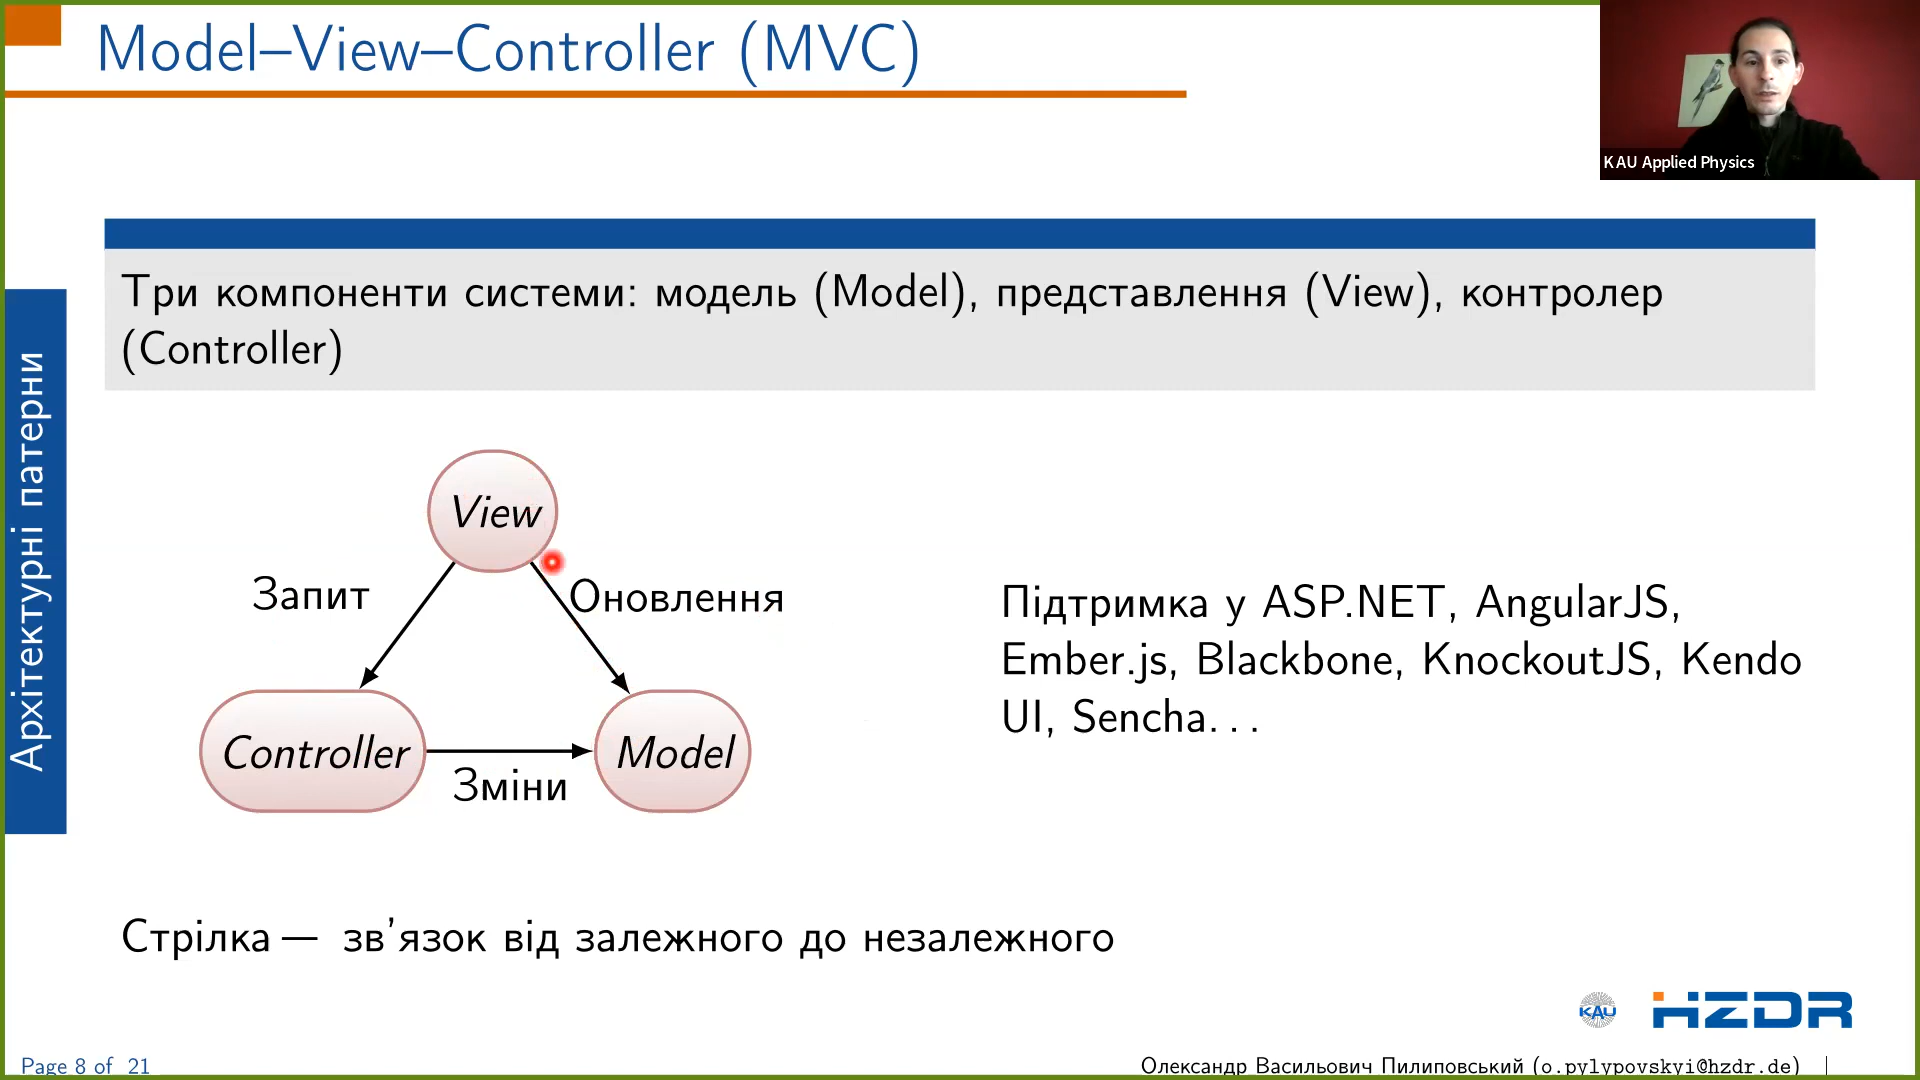 Model–View–Controller (MVC)
KAU Applied Physics
Три компоненти системи: модель (Model), представлення (View), контролер
(Controller)
Архітектурні патерни
View
Запит
Оновлення
Controller
Model
Зміни
Підтримка у ASP.NET, AngularJS,
Ember.js, Blackbone, KnockoutJS, Kendo
UI, Sencha...
Стрілка — зв'язок від залежного до незалежного
KAU
HZDR
Page 8 of 21
Олександр Васильович Пилиповський (o.pylypovskyi@hzdr.de)